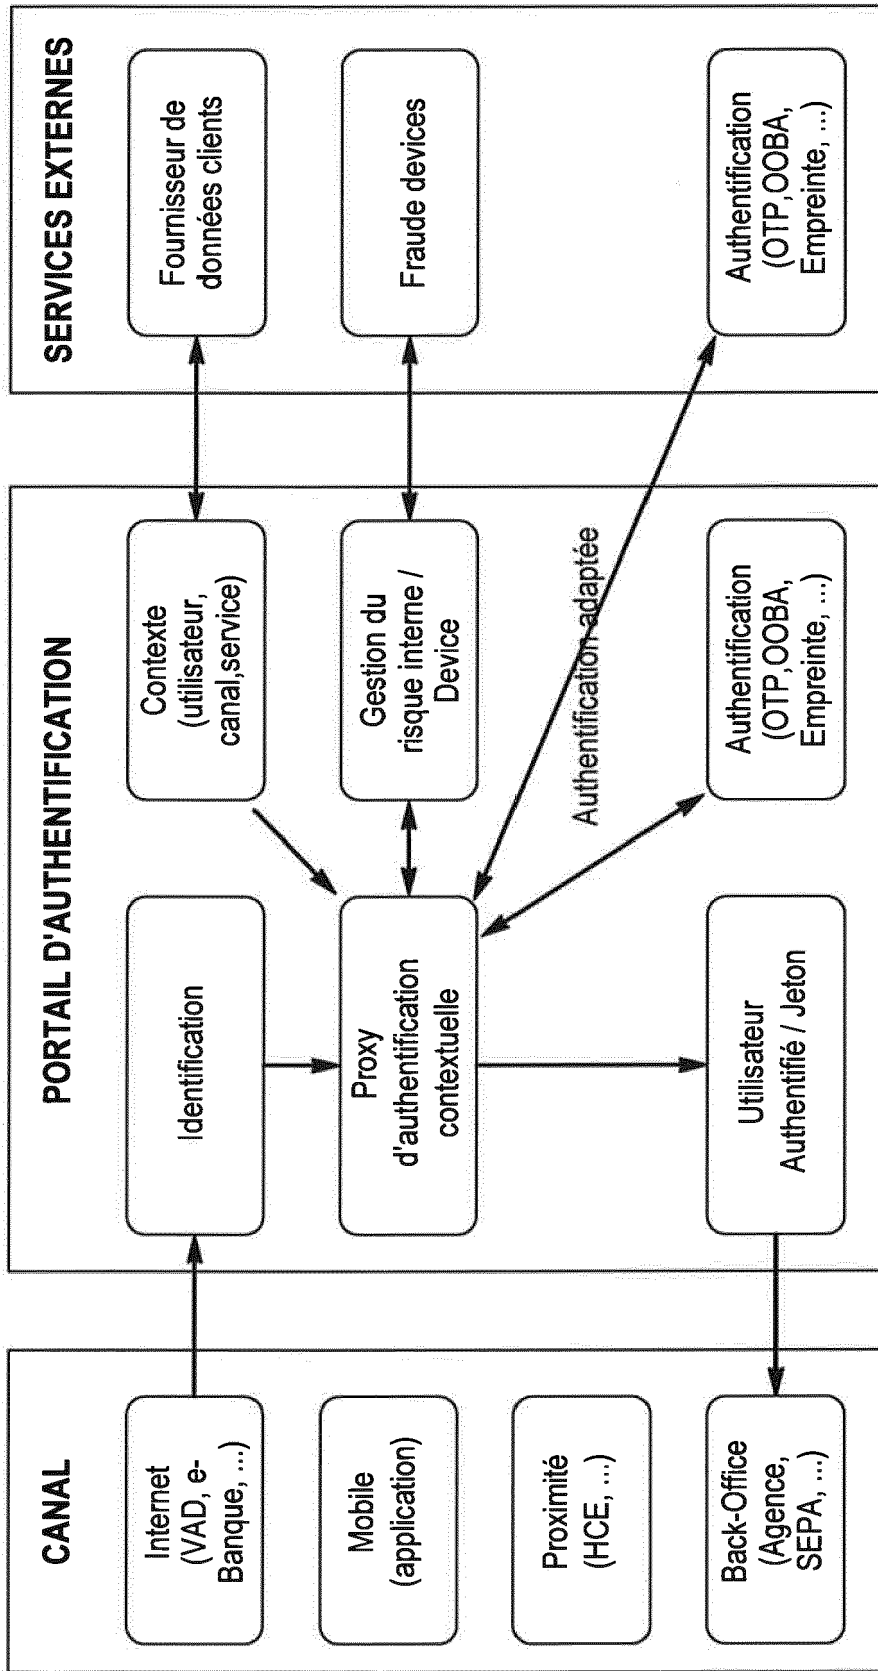 CANAL
Internet
(VAD, e-
Banque, ...)
Mobile
(application)
Proximité
(HCE, ...)
Back-Office
(Agence,
SEPA, ...)
PORTAIL D'AUTHENTIFICATION
Identification
Contexte
(utilisateur,
canal,service)
Proxy
d'authentification
contextuelle
Gestion du
risque interne /
Device
Authentification adaptée
Utilisateur
Authentifié / Jeton
Authentification
(OTP,OOBA,
Empreinte, ...)
SERVICES EXTERNES
Fournisseur de
données clients
Fraude devices
Authentification
(OTP,OOBA,
Empreinte, ...)